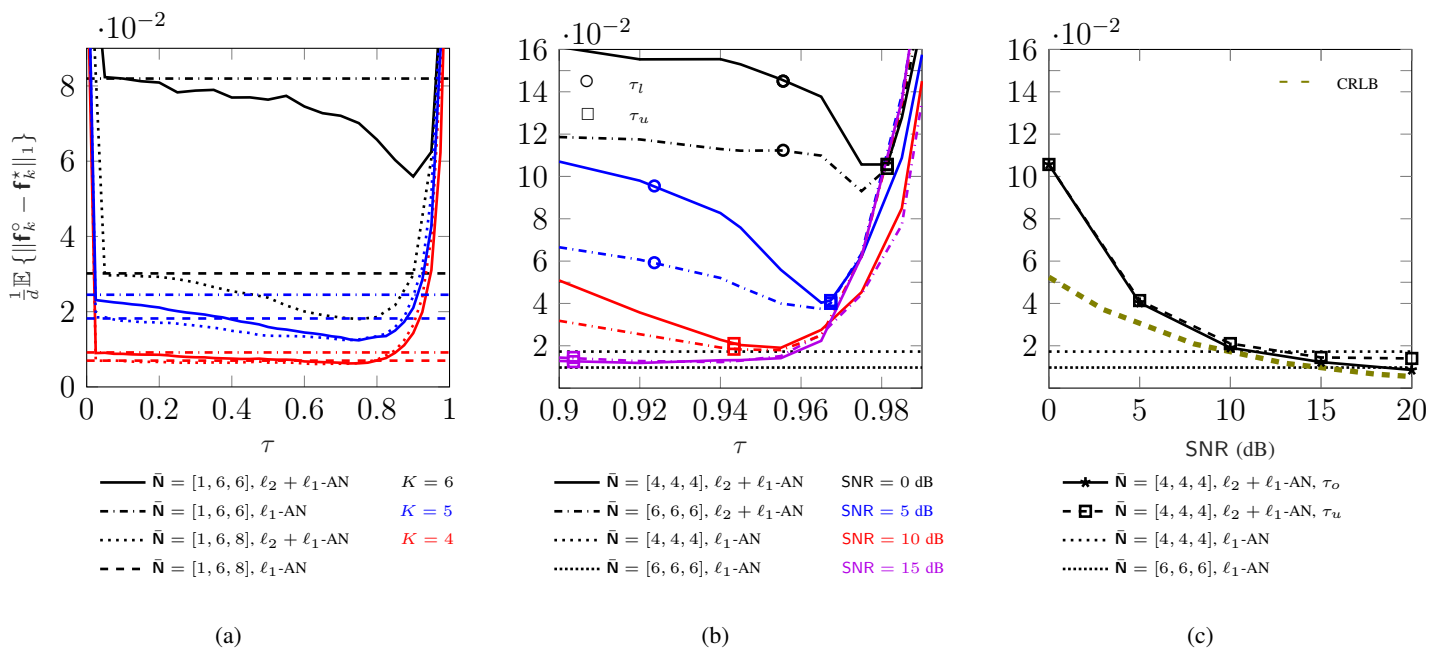 ·10⁻²
8
6
4
2
0
0 0.2 0.4 0.6 0.8 1
τ
1/d 𝔼 {‖f_k° − f_k^⋆‖₁}
N̄ = [1, 6, 6], ℓ₂ + ℓ₁-AN K = 6
N̄ = [1, 6, 6], ℓ₁-AN K = 5
N̄ = [1, 6, 8], ℓ₂ + ℓ₁-AN K = 4
N̄ = [1, 6, 8], ℓ₁-AN
(a)
·10⁻²
16
14
12
10
8
6
4
2
0.9 0.92 0.94 0.96 0.98
τ
τ_l
τ_u
N̄ = [4, 4, 4], ℓ₂ + ℓ₁-AN SNR = 0 dB
N̄ = [6, 6, 6], ℓ₂ + ℓ₁-AN SNR = 5 dB
N̄ = [4, 4, 4], ℓ₁-AN SNR = 10 dB
N̄ = [6, 6, 6], ℓ₁-AN SNR = 15 dB
(b)
·10⁻²
16
14
12
10
8
6
4
2
0 5 10 15 20
SNR (dB)
CRLB
N̄ = [4, 4, 4], ℓ₂ + ℓ₁-AN, τ_o
N̄ = [4, 4, 4], ℓ₂ + ℓ₁-AN, τ_u
N̄ = [4, 4, 4], ℓ₁-AN
N̄ = [6, 6, 6], ℓ₁-AN
(c)